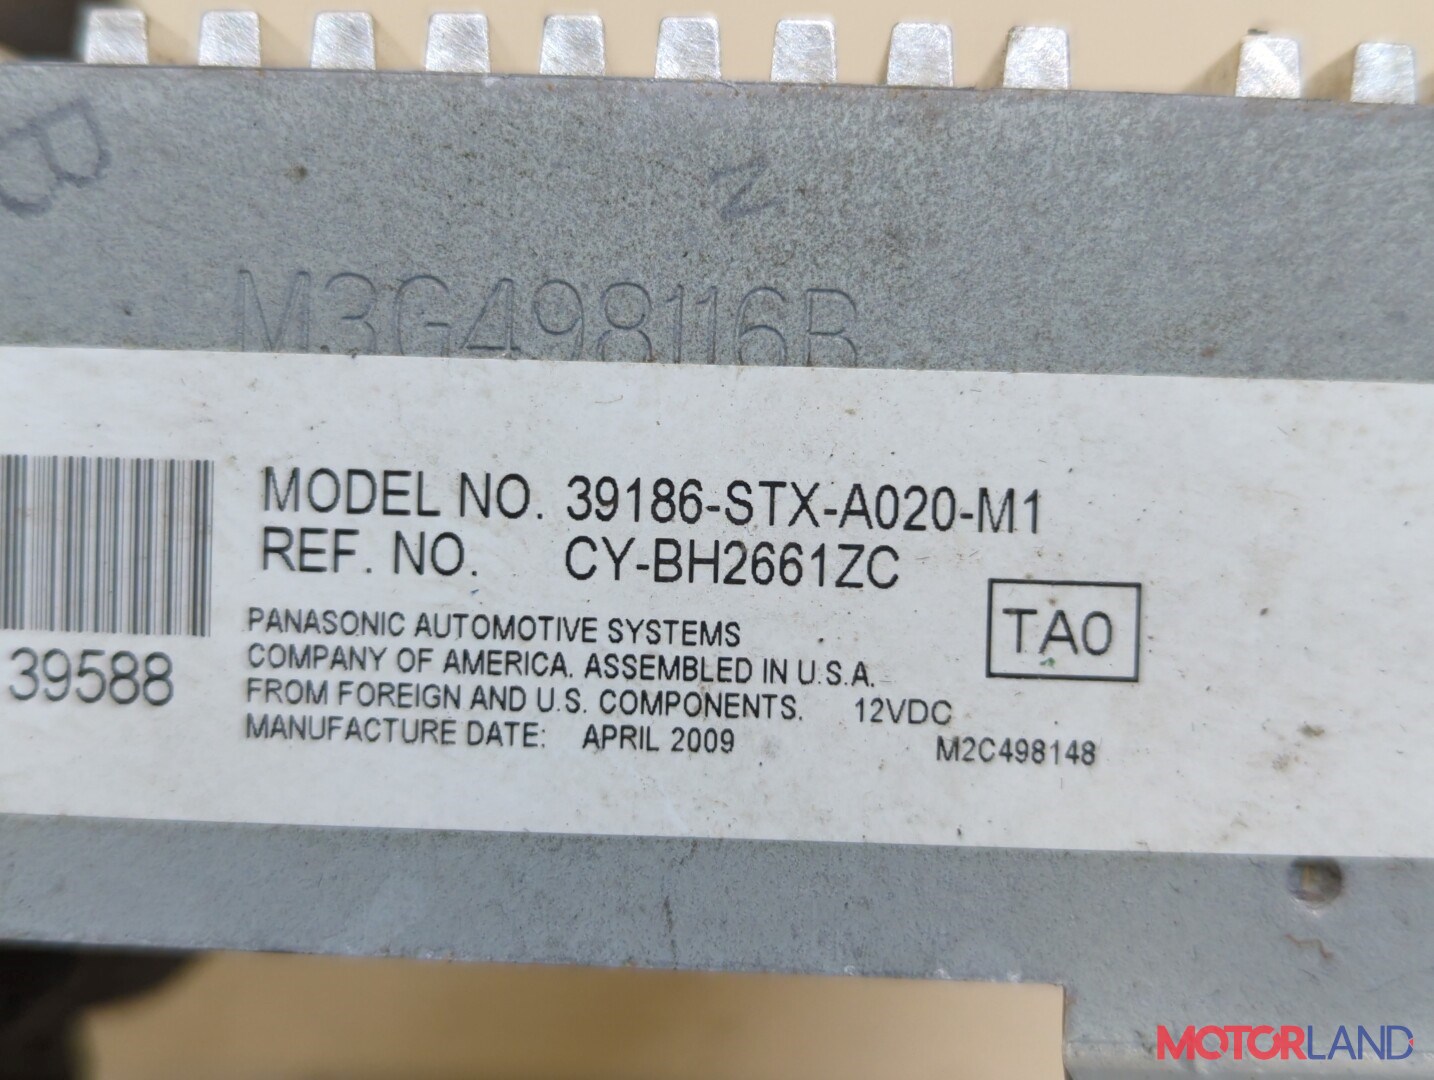 B
N
M3G498116B
MODEL NO. 39186-STX-A020-M1
REF. NO. CY-BH2661ZC
TA0
PANASONIC AUTOMOTIVE SYSTEMS
COMPANY OF AMERICA. ASSEMBLED IN U.S.A.
FROM FOREIGN AND U.S. COMPONENTS. 12VDC
MANUFACTURE DATE: APRIL 2009 M2C498148
39588
MOTORLAND